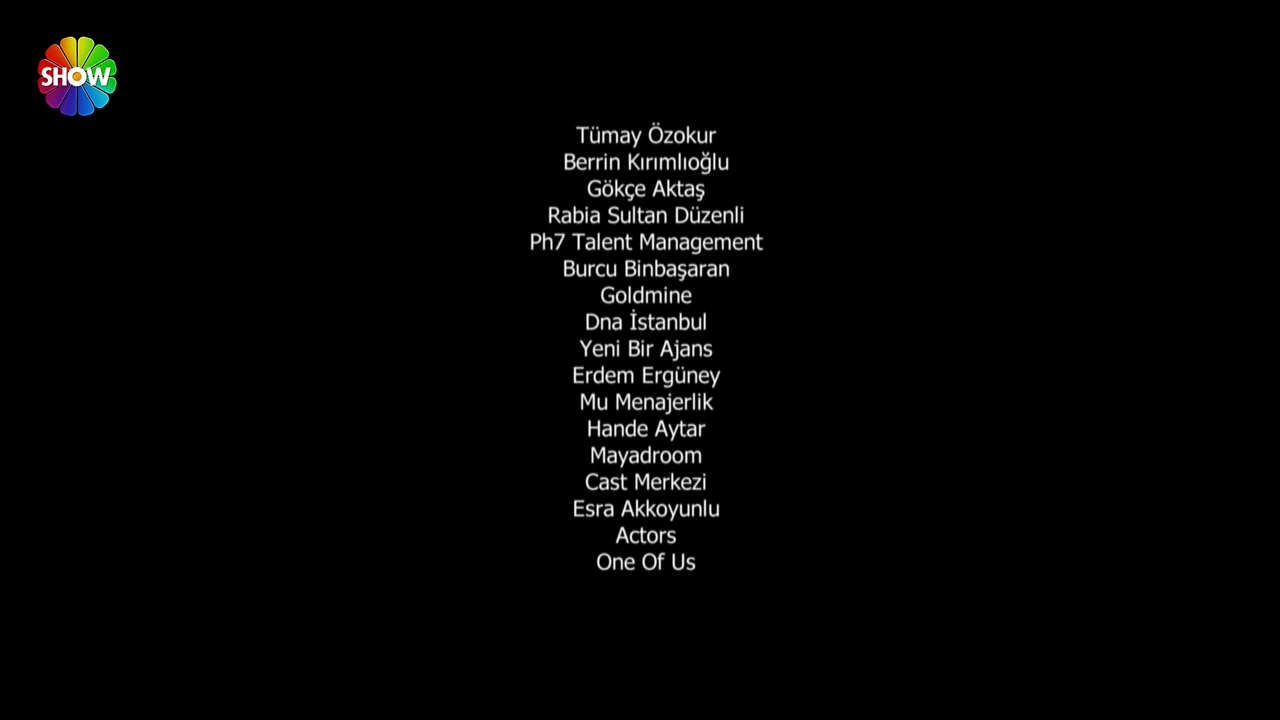 SHOW
Tümay Özokur
Berrin Kırımlıoğlu
Gökçe Aktaş
Rabia Sultan Düzenli
Ph7 Talent Management
Burcu Binbaşaran
Goldmine
Dna İstanbul
Yeni Bir Ajans
Erdem Ergüney
Mu Menajerlik
Hande Aytar
Mayadroom
Cast Merkezi
Esra Akkoyunlu
Actors
One Of Us